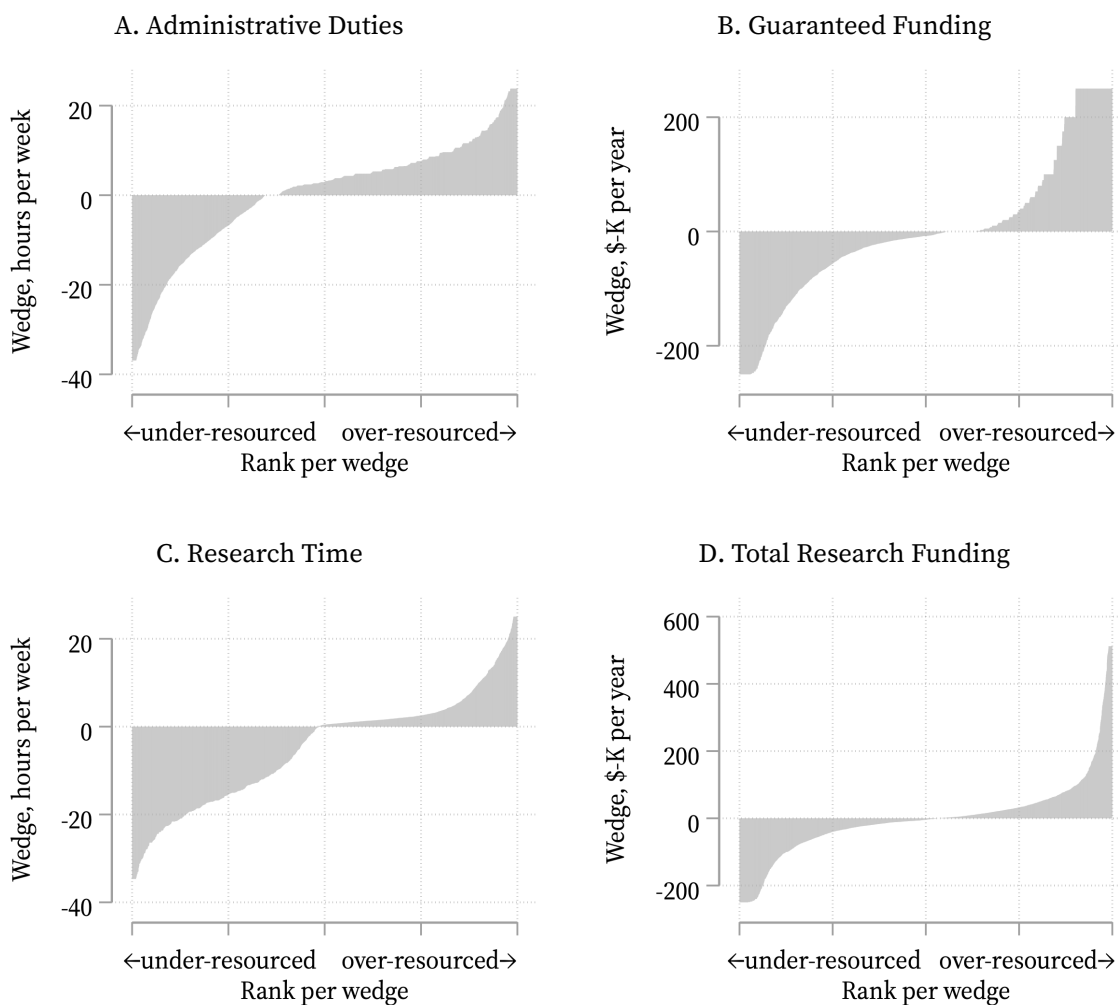 A. Administrative Duties
Wedge, hours per week
20
0
-20
-40
←under-resourced over-resourced→
Rank per wedge
B. Guaranteed Funding
Wedge, $-K per year
200
0
-200
←under-resourced over-resourced→
Rank per wedge
C. Research Time
Wedge, hours per week
20
0
-20
-40
←under-resourced over-resourced→
Rank per wedge
D. Total Research Funding
Wedge, $-K per year
600
400
200
0
-200
←under-resourced over-resourced→
Rank per wedge